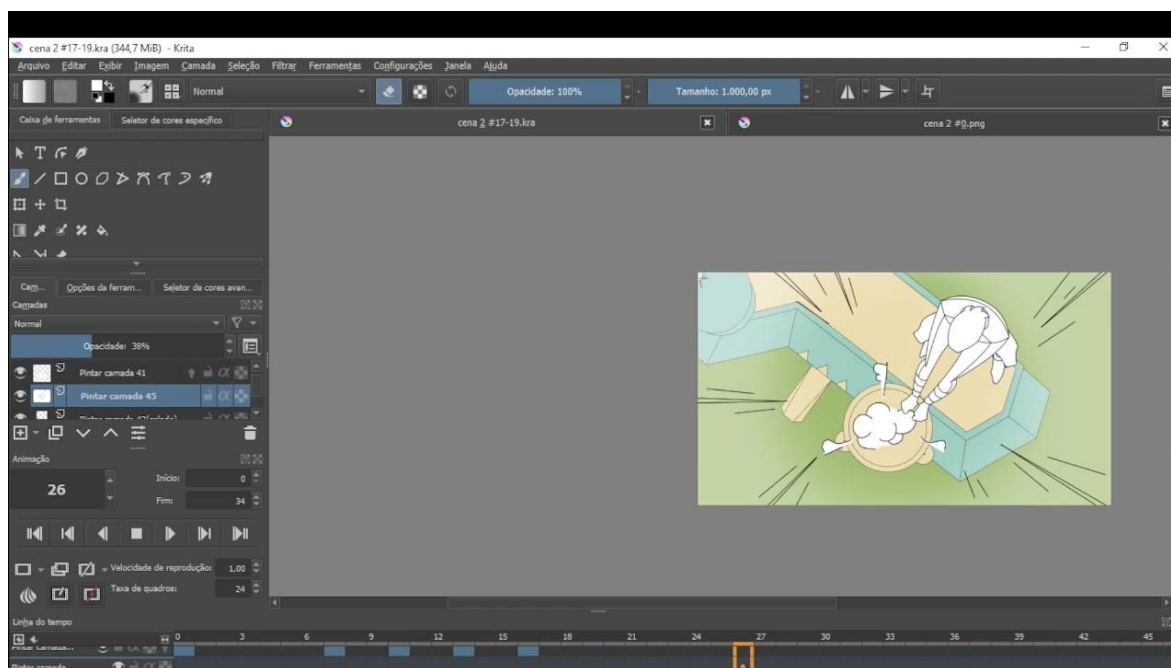 cena 2 #17-19.kra (344,7 MiB) - Krita
Arquivo Editar Exibir Imagem Camada Seleção Filtrar Ferramentas Configurações Janela Ajuda
Normal Opacidade: 100% Tamanho: 1.000,00 px
Caixa de ferramentas Seletor de cores específico cena 2 #17-19.kra cena 2 #0.png
Cam... Opções da ferram... Seletor de cores avan...
Camadas
Normal
Opacidade: 38%
Pintar camada 41
Pintar camada 45
Animação
26 Início: 0
Fim: 34
Velocidade de reprodução: 1,00
Taxa de quadros: 24
Linha do tempo
0 3 6 9 12 15 18 21 24 27 30 33 36 39 42 45
Pintar camada...
Pintar camada